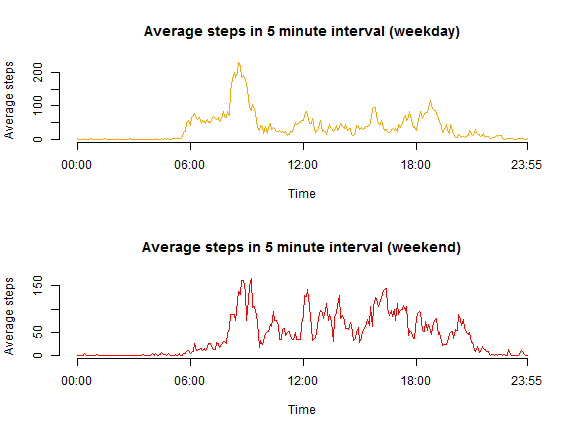 Average steps in 5 minute interval (weekday)
Average steps
200
100
0
00:00 06:00 12:00 18:00 23:55
Time
Average steps in 5 minute interval (weekend)
Average steps
150
50
0
00:00 06:00 12:00 18:00 23:55
Time